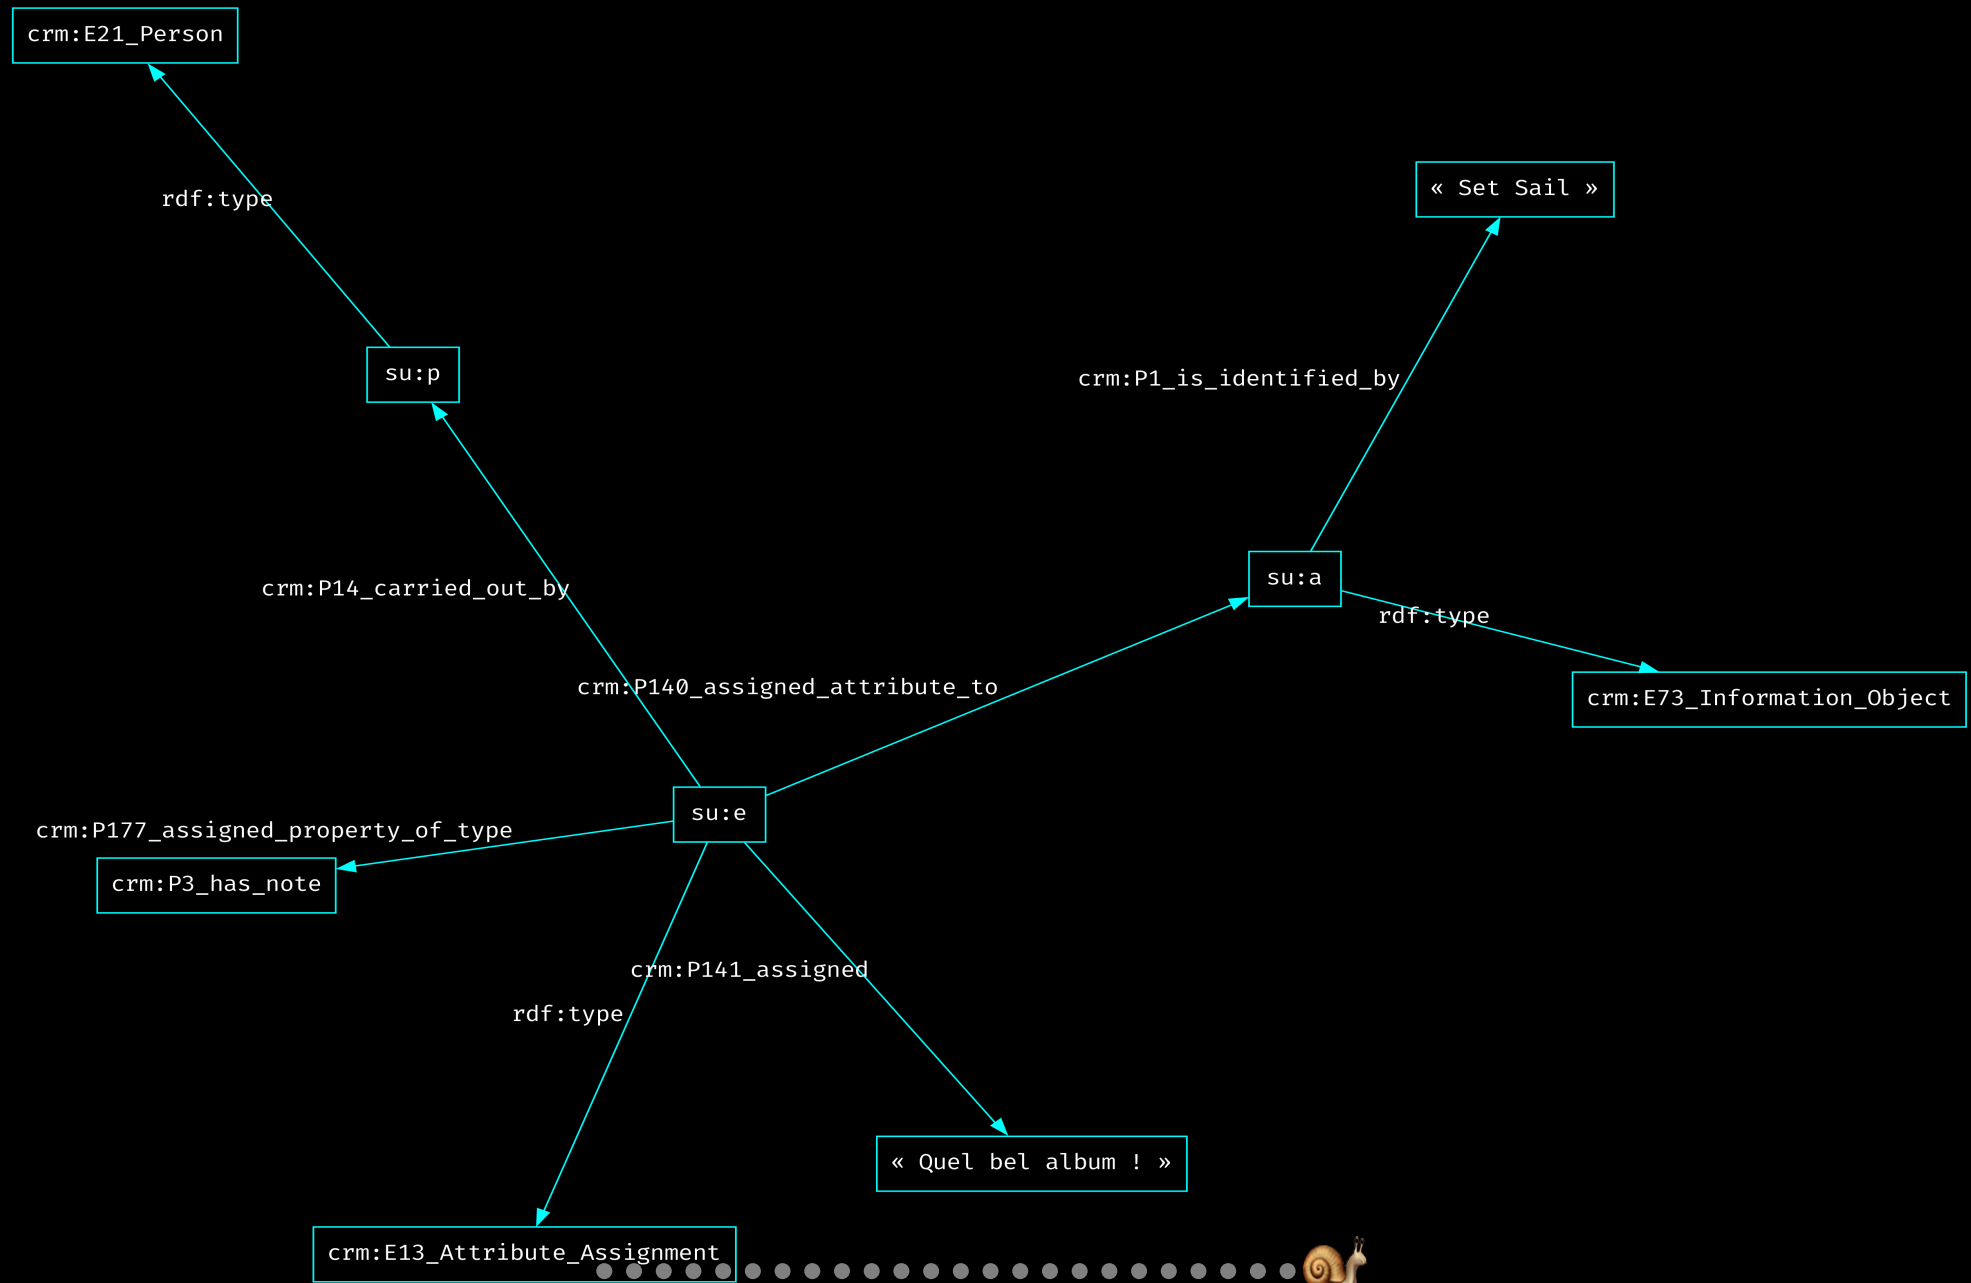 crm:E21_Person
« Set Sail »
rdf:type
su:p
crm:P1_is_identified_by
su:a
crm:P14_carried_out_by
rdf:type
crm:P140_assigned_attribute_to
crm:E73_Information_Object
su:e
crm:P177_assigned_property_of_type
crm:P3_has_note
crm:P141_assigned
rdf:type
« Quel bel album ! »
crm:E13_Attribute_Assignment